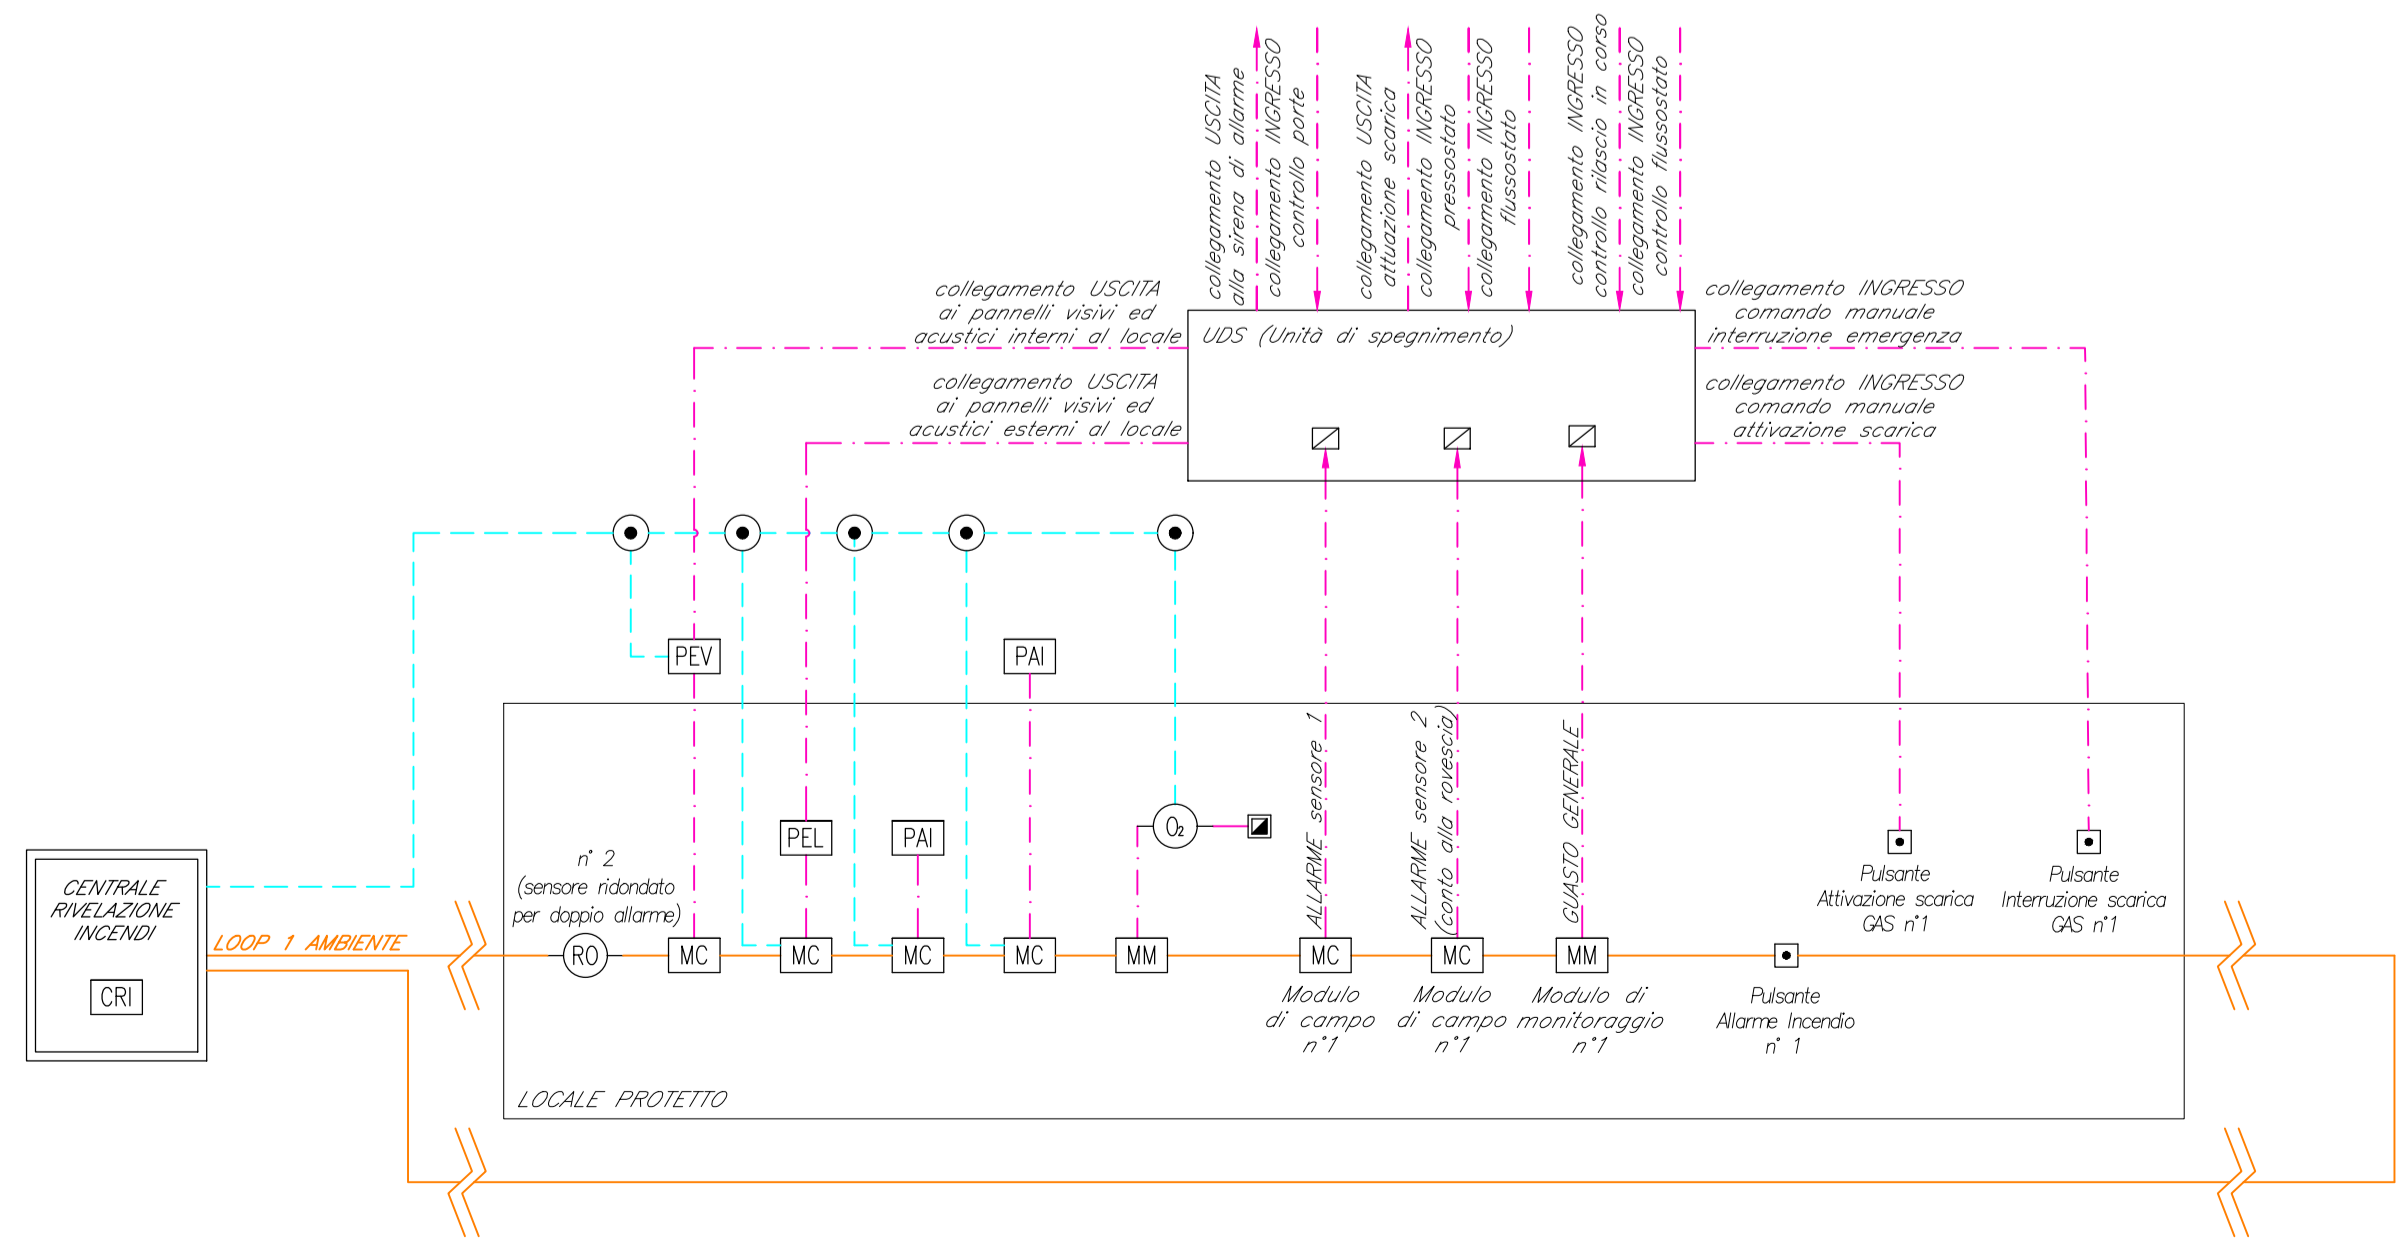 collegamento USCITA
alla sirena di allarme
collegamento INGRESSO
controllo porte
collegamento USCITA
attuazione scarica
collegamento INGRESSO
pressostato
collegamento INGRESSO
flussostato
collegamento INGRESSO
controllo rilascio in corso
collegamento INGRESSO
controllo flussostato
collegamento USCITA
ai pannelli visivi ed
acustici interni al locale
UDS (Unità di spegnimento)
collegamento INGRESSO
comando manuale
interruzione emergenza
collegamento USCITA
ai pannelli visivi ed
acustici esterni al locale
collegamento INGRESSO
comando manuale
attivazione scarica
PEV
PAI
ALLARME sensore 1
ALLARME sensore 2
(conto alla rovescia)
GUASTO GENERALE
PEL
PAI
O2
n° 2
(sensore ridondato
per doppio allarme)
Pulsante
Attivazione scarica
GAS n°1
Pulsante
Interruzione scarica
GAS n°1
CENTRALE
RIVELAZIONE
INCENDI
CRI
LOOP 1 AMBIENTE
RO
MC
MC
MC
MC
MM
MC
MC
MM
Modulo
di campo
n°1
Modulo
di campo
n°1
Modulo di
monitoraggio
n°1
Pulsante
Allarme Incendio
n° 1
LOCALE PROTETTO